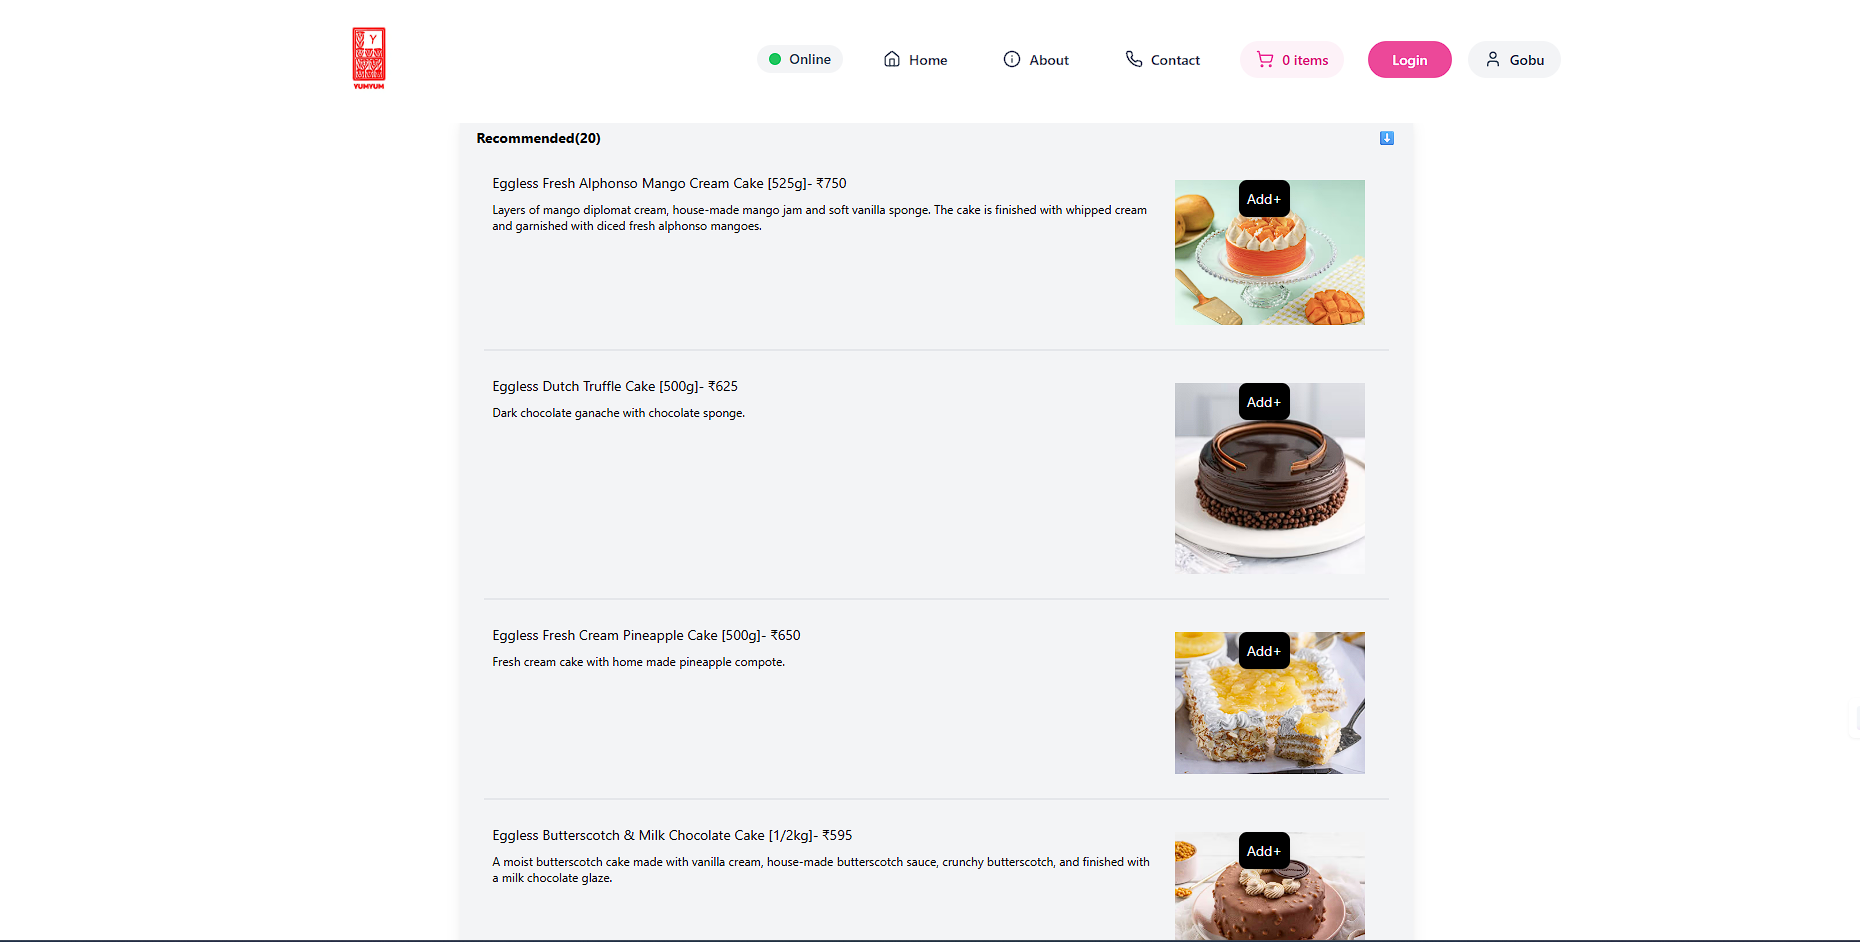 Y
YUMYUM
Online
Home
About
Contact
0 items
Login
Gobu
Recommended(20)
Eggless Fresh Alphonso Mango Cream Cake [525g]- ₹750
Layers of mango diplomat cream, house-made mango jam and soft vanilla sponge. The cake is finished with whipped cream
and garnished with diced fresh alphonso mangoes.
Add+
Eggless Dutch Truffle Cake [500g]- ₹625
Dark chocolate ganache with chocolate sponge.
Add+
Eggless Fresh Cream Pineapple Cake [500g]- ₹650
Fresh cream cake with home made pineapple compote.
Add+
Eggless Butterscotch & Milk Chocolate Cake [1/2kg]- ₹595
A moist butterscotch cake made with vanilla cream, house-made butterscotch sauce, crunchy butterscotch, and finished with
a milk chocolate glaze.
Add+